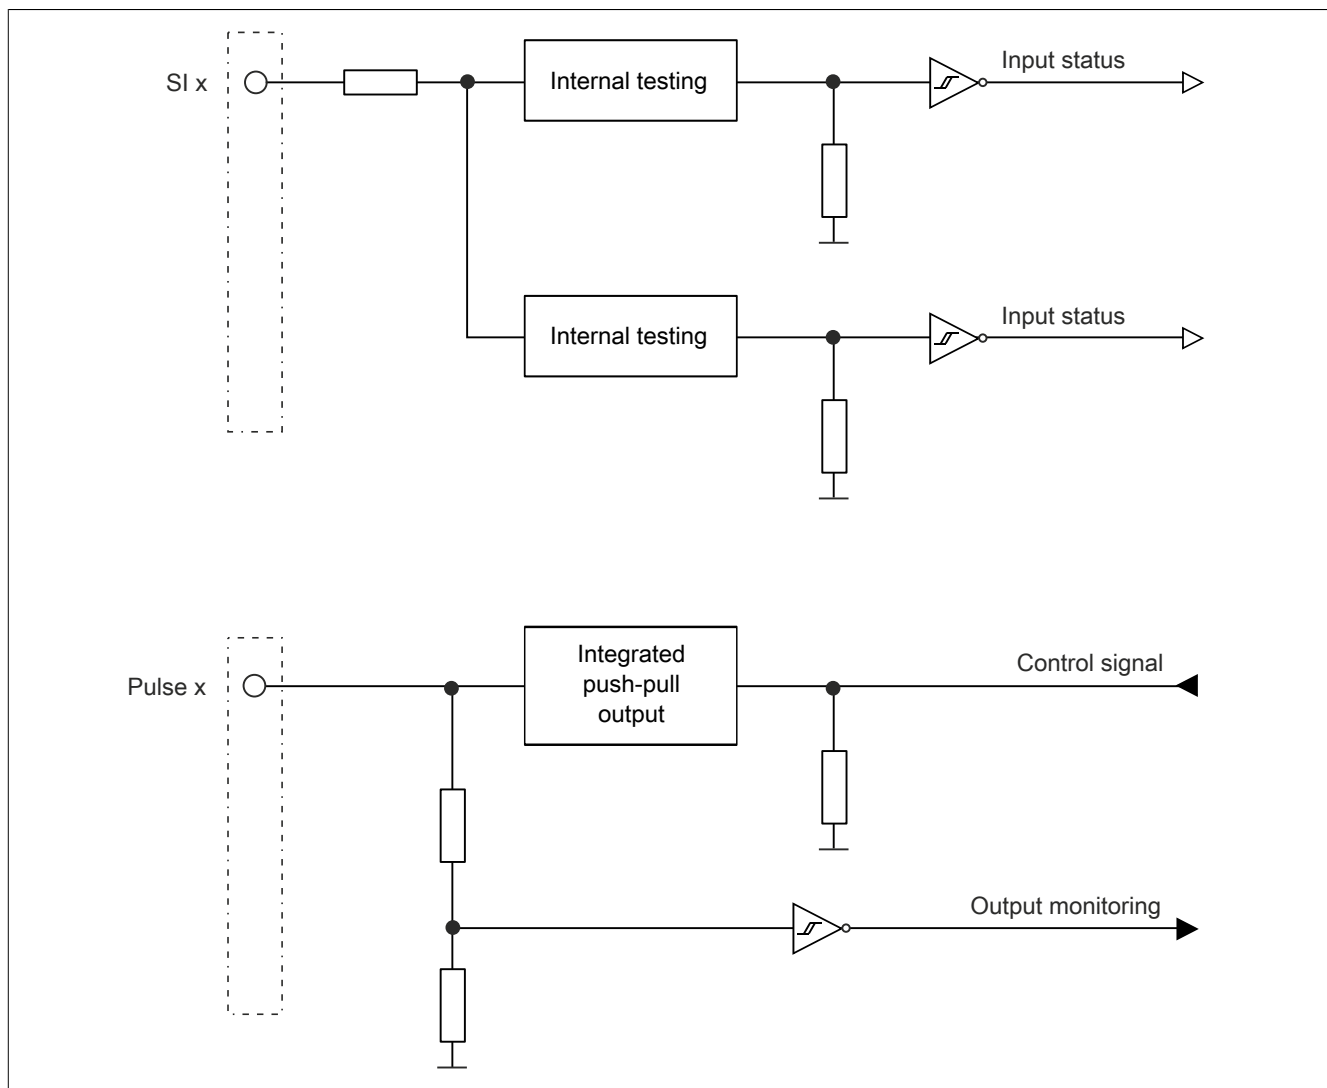 Input status
SI x
Internal testing
Input status
Internal testing
Integrated
push-pull
output
Control signal
Pulse x
Output monitoring